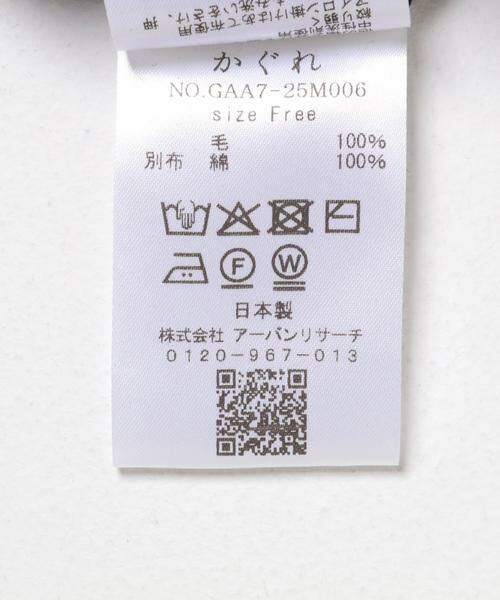 かぐれ
NO.GAA7-25M006
size Free
毛 100%
別布 綿 100%
F W
日本製
株式会社 アーバンリサーチ
0120-967-013